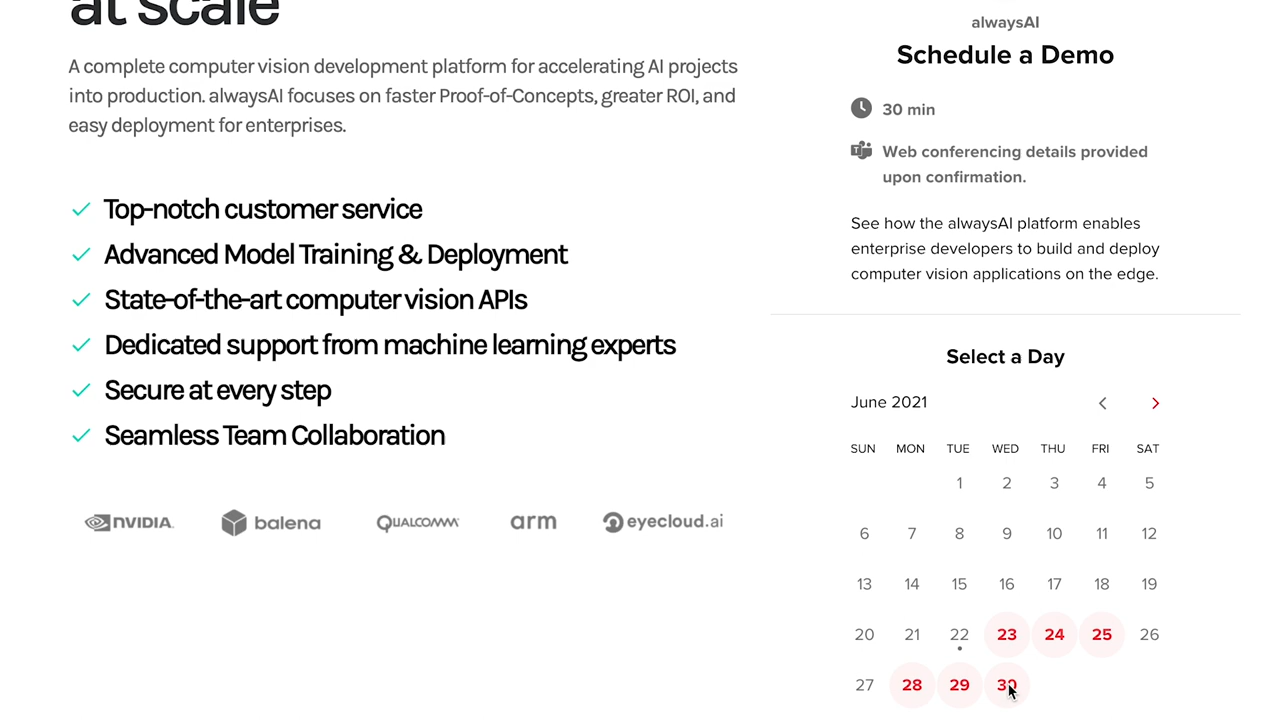 at scale
A complete computer vision development platform for accelerating AI projects
into production. alwaysAI focuses on faster Proof-of-Concepts, greater ROI, and
easy deployment for enterprises.
Top-notch customer service
Advanced Model Training & Deployment
State-of-the-art computer vision APIs
Dedicated support from machine learning experts
Secure at every step
Seamless Team Collaboration
NVIDIA.
balena
QUALCOMM
arm
eyecloud.ai
alwaysAI
Schedule a Demo
30 min
Web conferencing details provided
upon confirmation.
See how the alwaysAI platform enables
enterprise developers to build and deploy
computer vision applications on the edge.
Select a Day
June 2021
SUN MON TUE WED THU FRI SAT
1 2 3 4 5
6 7 8 9 10 11 12
13 14 15 16 17 18 19
20 21 22 23 24 25 26
27 28 29 30